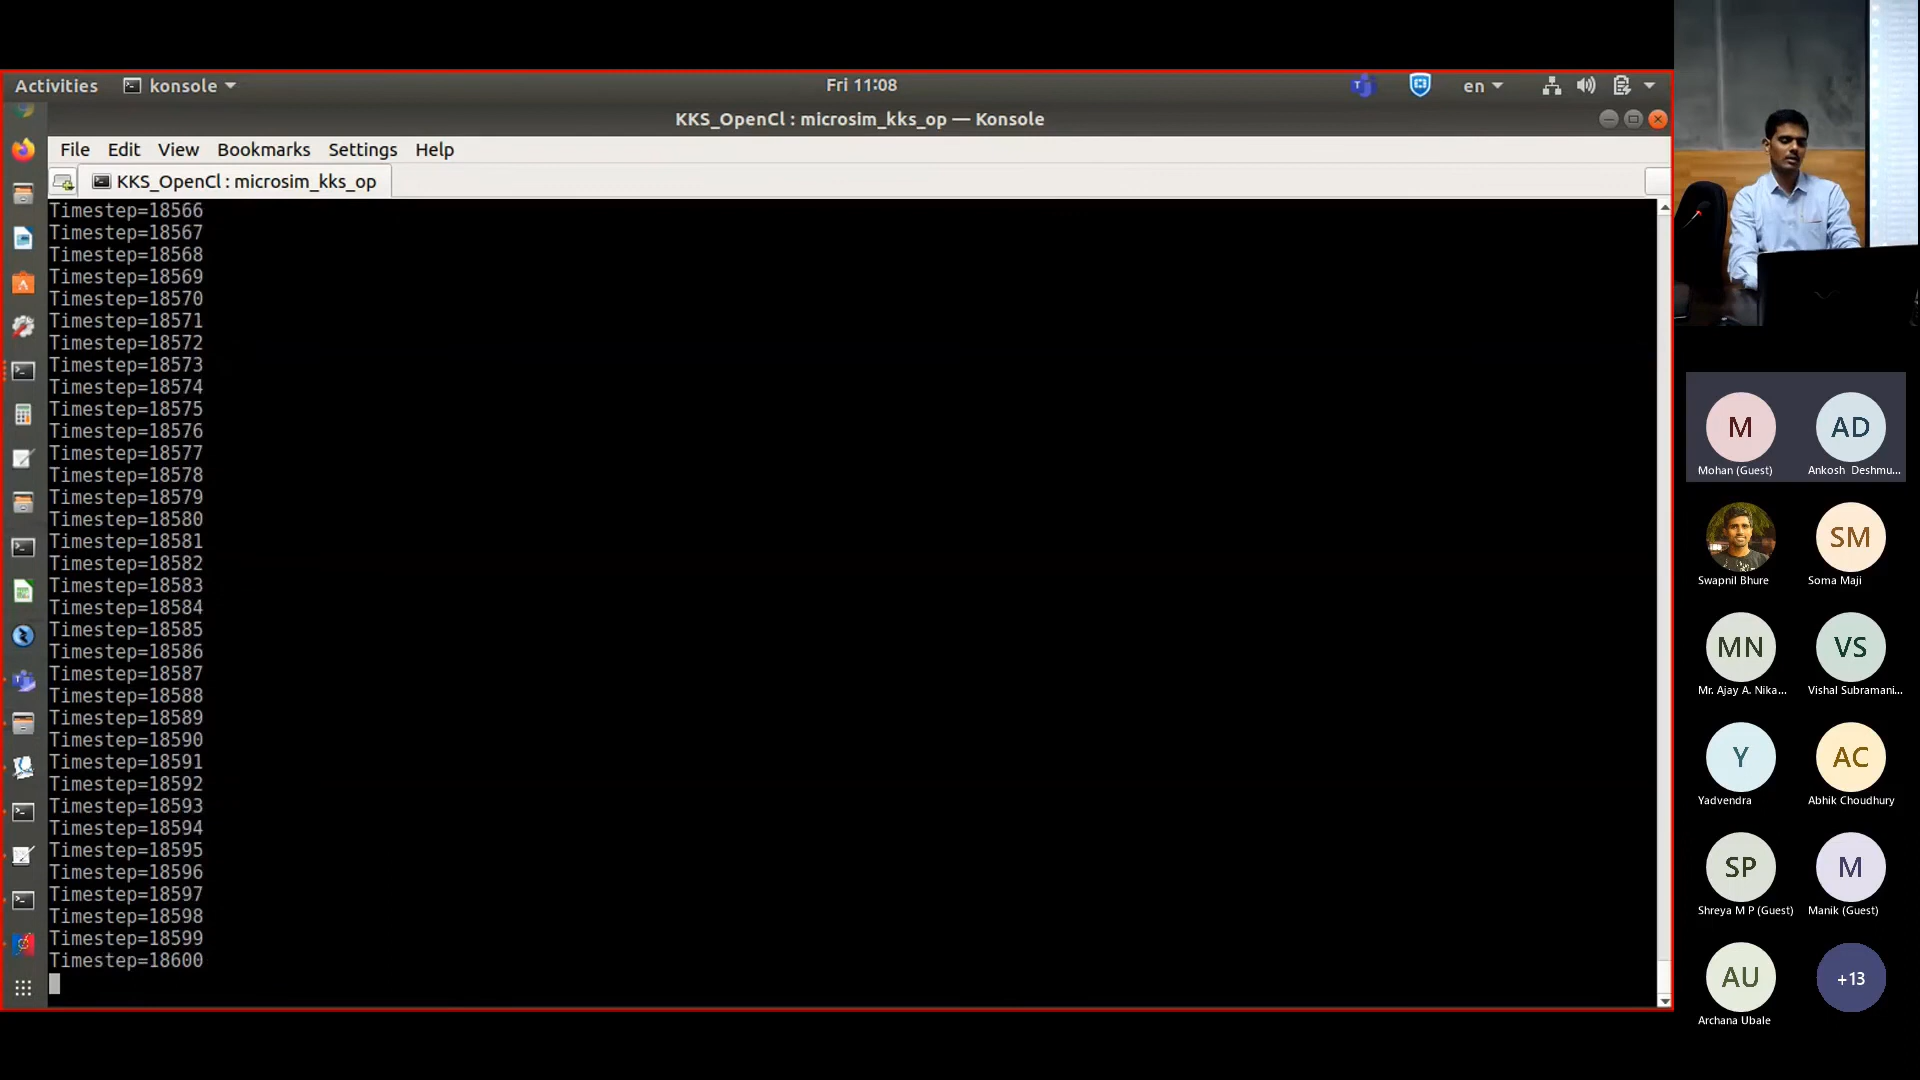 Activities konsole Fri 11:08 en
KKS_OpenCl : microsim_kks_op — Konsole
File Edit View Bookmarks Settings Help
KKS_OpenCl : microsim_kks_op
Timestep=18566
Timestep=18567
Timestep=18568
Timestep=18569
Timestep=18570
Timestep=18571
Timestep=18572
Timestep=18573
Timestep=18574
Timestep=18575
Timestep=18576
Timestep=18577
Timestep=18578
Timestep=18579
Timestep=18580
Timestep=18581
Timestep=18582
Timestep=18583
Timestep=18584
Timestep=18585
Timestep=18586
Timestep=18587
Timestep=18588
Timestep=18589
Timestep=18590
Timestep=18591
Timestep=18592
Timestep=18593
Timestep=18594
Timestep=18595
Timestep=18596
Timestep=18597
Timestep=18598
Timestep=18599
Timestep=18600
M AD
Mohan (Guest) Ankosh Deshmu...
SM
Swapnil Bhure Soma Maji
MN VS
Mr. Ajay A. Nika... Vishal Subramani...
Y AC
Yadvendra Abhik Choudhury
SP M
Shreya M P (Guest) Manik (Guest)
AU +13
Archana Ubale